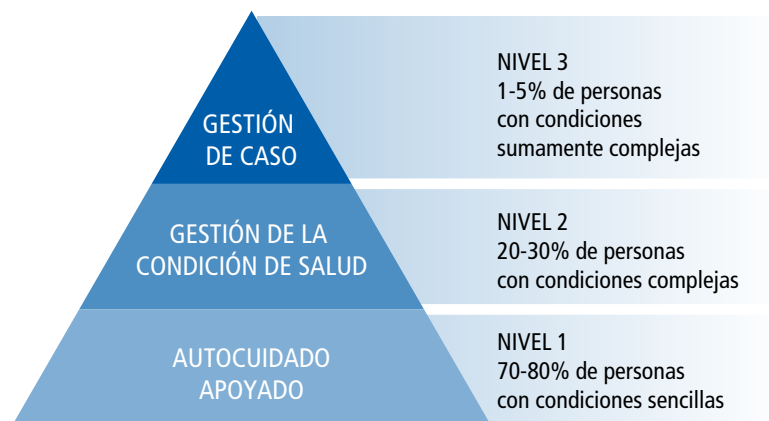 GESTIÓN
DE CASO
NIVEL 3
1-5% de personas
con condiciones
sumamente complejas
GESTIÓN DE LA
CONDICIÓN DE SALUD
NIVEL 2
20-30% de personas
con condiciones complejas
AUTOCUIDADO
APOYADO
NIVEL 1
70-80% de personas
con condiciones sencillas